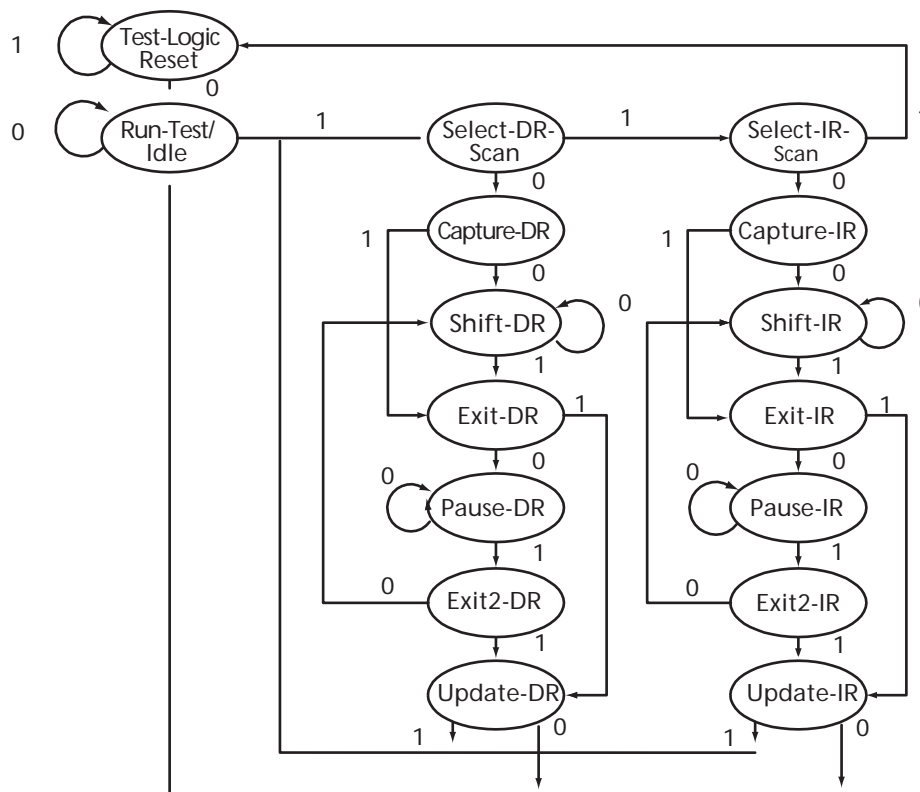 1
Test-Logic
Reset
0
0
Run-Test/
Idle
1
Select-DR-
Scan
1
Select-IR-
Scan
0
0
1
Capture-DR
1
Capture-IR
0
0
Shift-DR
0
Shift-IR
1
1
Exit-DR
1
Exit-IR
1
0
0
0
Pause-DR
0
Pause-IR
1
1
0
Exit2-DR
0
Exit2-IR
1
1
Update-DR
Update-IR
1
0
1
0